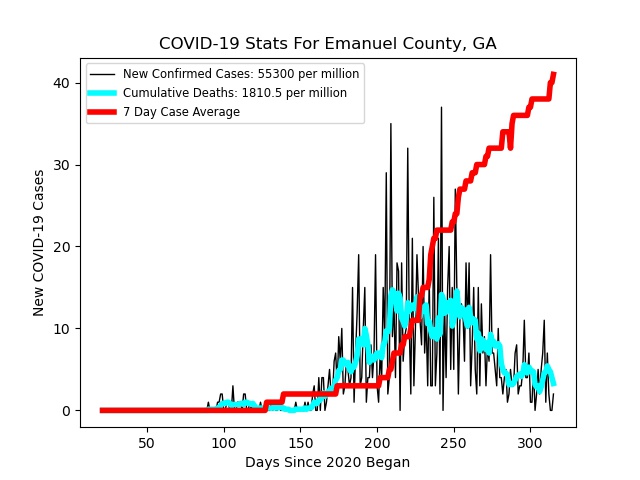 COVID-19 Stats For Emanuel County, GA
New Confirmed Cases: 55300 per million
Cumulative Deaths: 1810.5 per million
7 Day Case Average
40
30
20
10
0
New COVID-19 Cases
50 100 150 200 250 300
Days Since 2020 Began